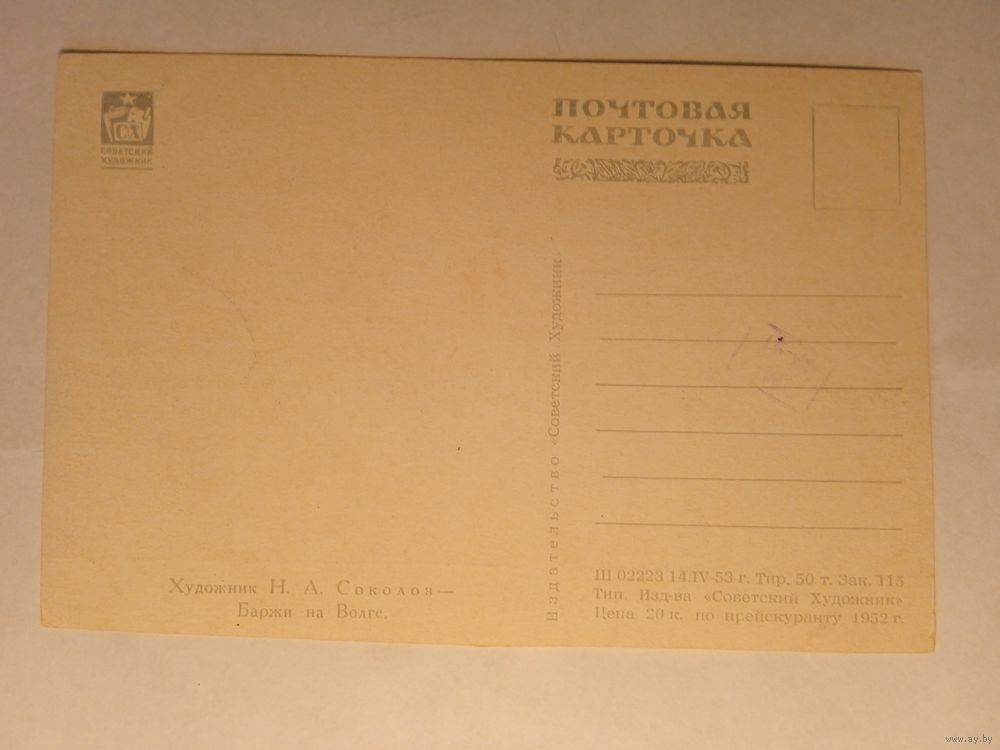 СХ
СОВЕТСКИЙ
ХУДОЖНИК
ПОЧТОВАЯ
КАРТОЧКА
Издательство «Советский Художник»
Художник Н. А. Соколов —
Баржи на Волге.
Ш 02223 14.IV-53 г. Тир. 50 т. Зак. 115
Тип. Изд-ва «Советский Художник»
Цена 20 к. по прейскуранту 1952 г.
www.ay.by